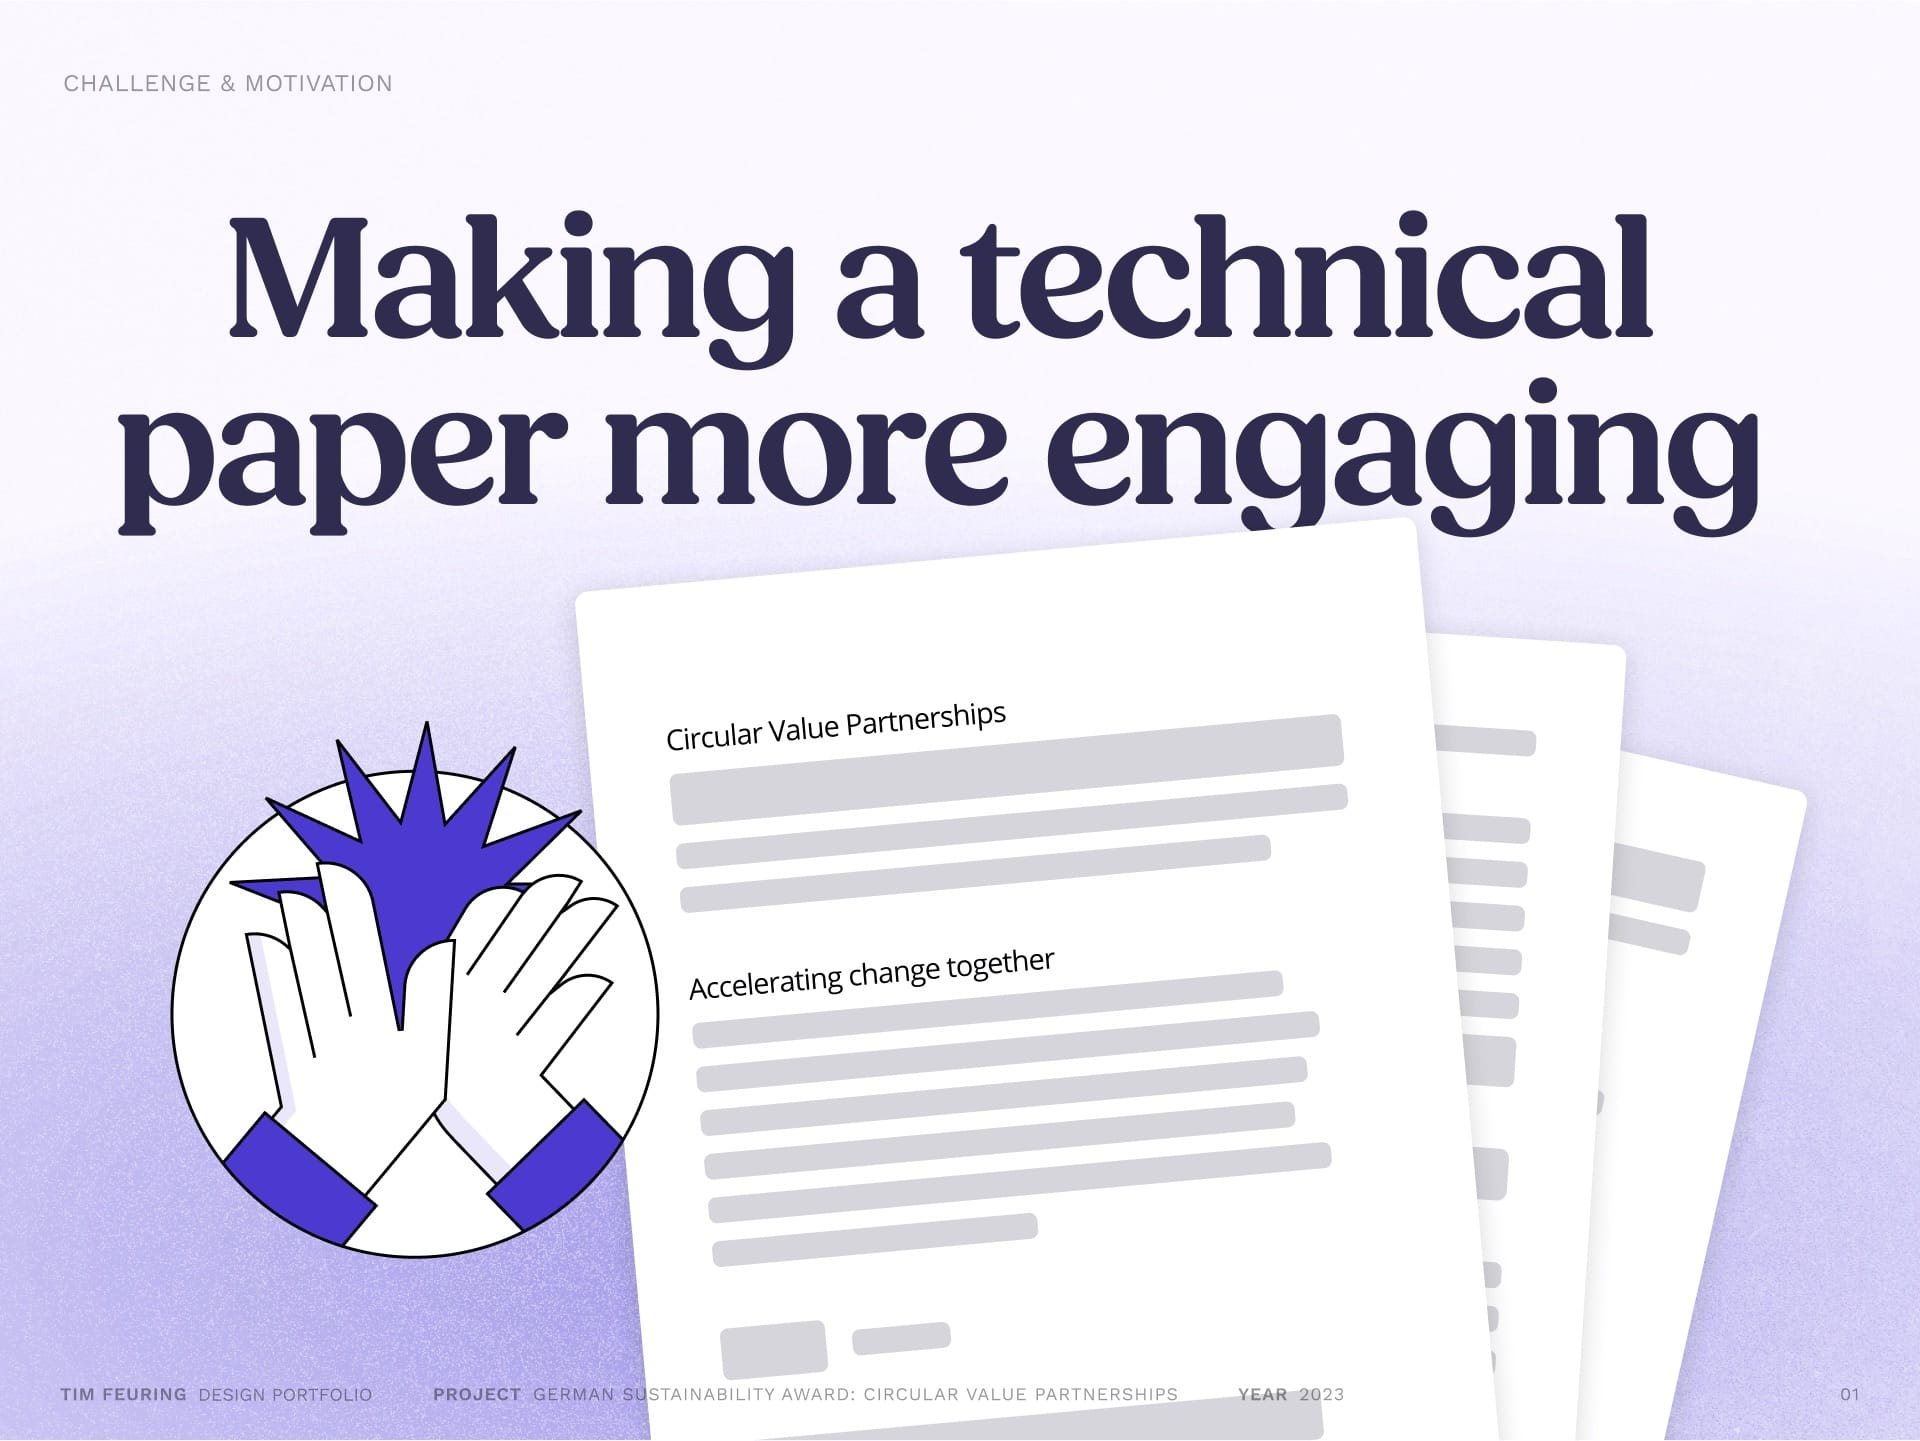 CHALLENGE & MOTIVATION
Making a technical
paper more engaging
Circular Value Partnerships
Accelerating change together
TIM FEURING DESIGN PORTFOLIO PROJECT GERMAN SUSTAINABILITY AWARD: CIRCULAR VALUE PARTNERSHIPS YEAR 2023 01